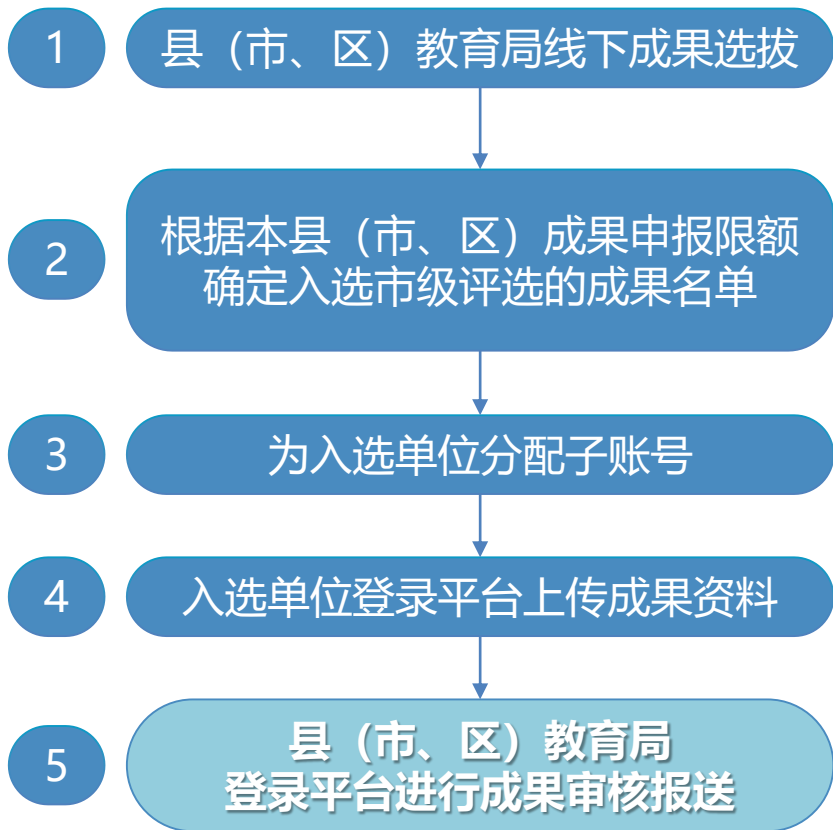 1
县（市、区）教育局线下成果选拔
2
根据本县（市、区）成果申报限额
确定入选市级评选的成果名单
3
为入选单位分配子账号
4
入选单位登录平台上传成果资料
5
县（市、区）教育局
登录平台进行成果审核报送